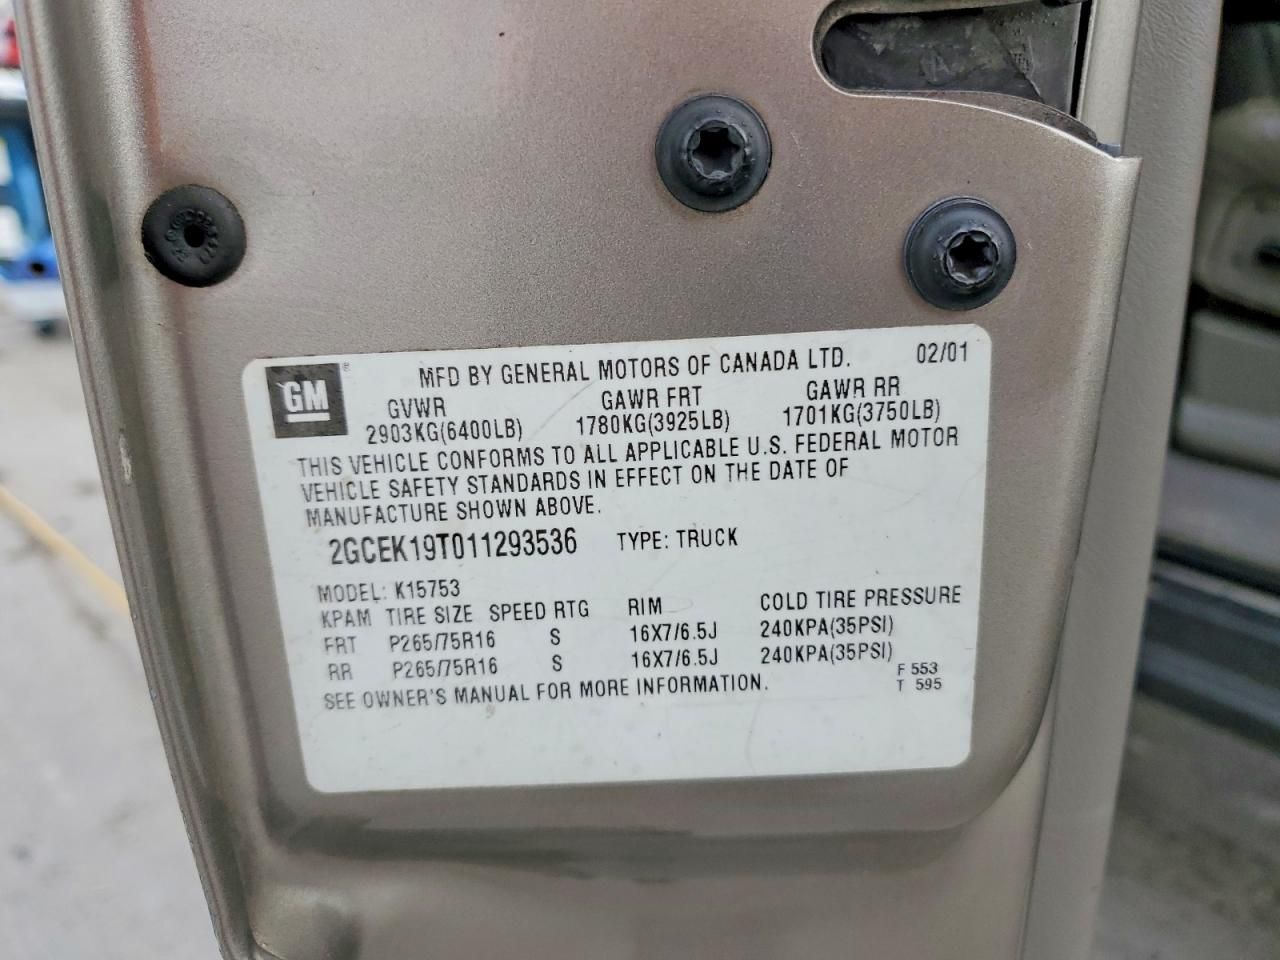 GM
MFD BY GENERAL MOTORS OF CANADA LTD. 02/01
GVWR GAWR FRT GAWR RR
2903KG(6400LB) 1780KG(3925LB) 1701KG(3750LB)
THIS VEHICLE CONFORMS TO ALL APPLICABLE U.S. FEDERAL MOTOR
VEHICLE SAFETY STANDARDS IN EFFECT ON THE DATE OF
MANUFACTURE SHOWN ABOVE.
2GCEK19T011293536 TYPE: TRUCK
MODEL: K15753
KPAM TIRE SIZE SPEED RTG RIM COLD TIRE PRESSURE
FRT P265/75R16 S 16X7/6.5J 240KPA(35PSI)
RR P265/75R16 S 16X7/6.5J 240KPA(35PSI)
SEE OWNER'S MANUAL FOR MORE INFORMATION.
F 553
T 595